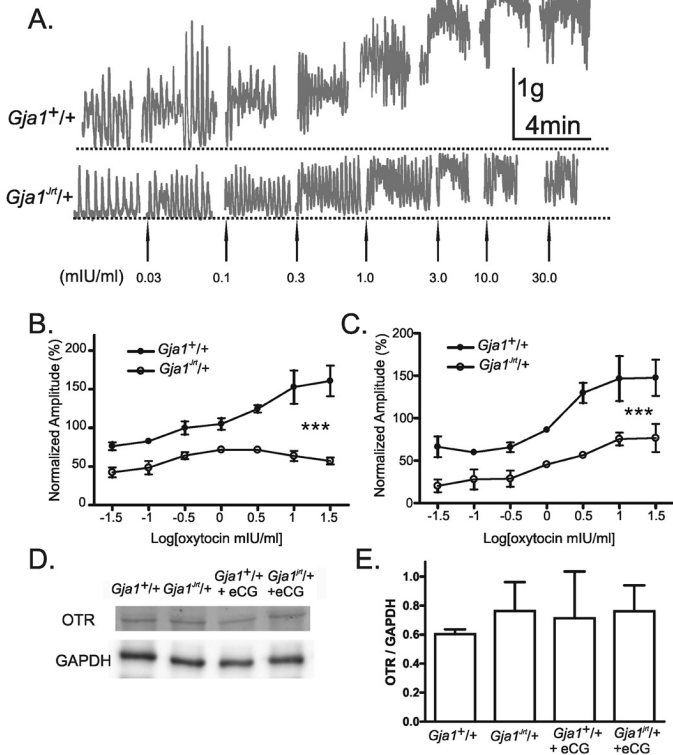 A.
Gja1+/+
1g
4min
Gja1Jrt/+
(mIU/ml) 0.03 0.1 0.3 1.0 3.0 10.0 30.0
B.
Normalized Amplitude (%)
200
150
100
50
0
Gja1+/+
Gja1Jrt/+
***
-1.5 -1 -0.5 0 0.5 1 1.5
Log[oxytocin mIU/ml]
C.
Normalized Amplitude (%)
200
150
100
50
0
Gja1+/+
Gja1Jrt/+
***
-1.5 -1 -0.5 0 0.5 1 1.5
Log[oxytocin mIU/ml]
D.
Gja1+/+ Gja1Jrt/+ Gja1+/+ Gja1jrt/+
+ eCG +eCG
OTR
GAPDH
E.
OTR / GAPDH
1.0
0.8
0.6
0.4
0.2
0.0
Gja1+/+ Gja1Jrt/+ Gja1+/+ Gja1jrt/+
+ eCG +eCG